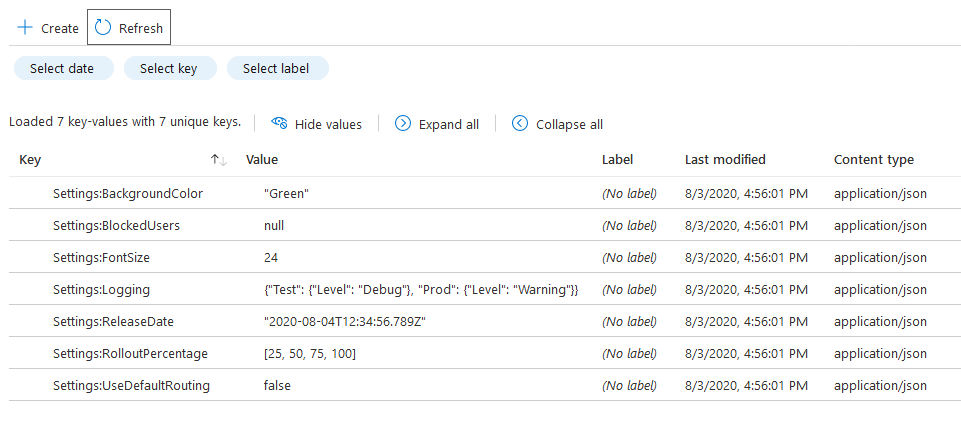 Create Refresh
Select date Select key Select label
Loaded 7 key-values with 7 unique keys. Hide values Expand all Collapse all
Key Value Label Last modified Content type
Settings:BackgroundColor "Green" (No label) 8/3/2020, 4:56:01 PM application/json
Settings:BlockedUsers null (No label) 8/3/2020, 4:56:01 PM application/json
Settings:FontSize 24 (No label) 8/3/2020, 4:56:01 PM application/json
Settings:Logging {"Test": {"Level": "Debug"}, "Prod": {"Level": "Warning"}} (No label) 8/3/2020, 4:56:01 PM application/json
Settings:ReleaseDate "2020-08-04T12:34:56.789Z" (No label) 8/3/2020, 4:56:01 PM application/json
Settings:RolloutPercentage [25, 50, 75, 100] (No label) 8/3/2020, 4:56:01 PM application/json
Settings:UseDefaultRouting false (No label) 8/3/2020, 4:56:01 PM application/json